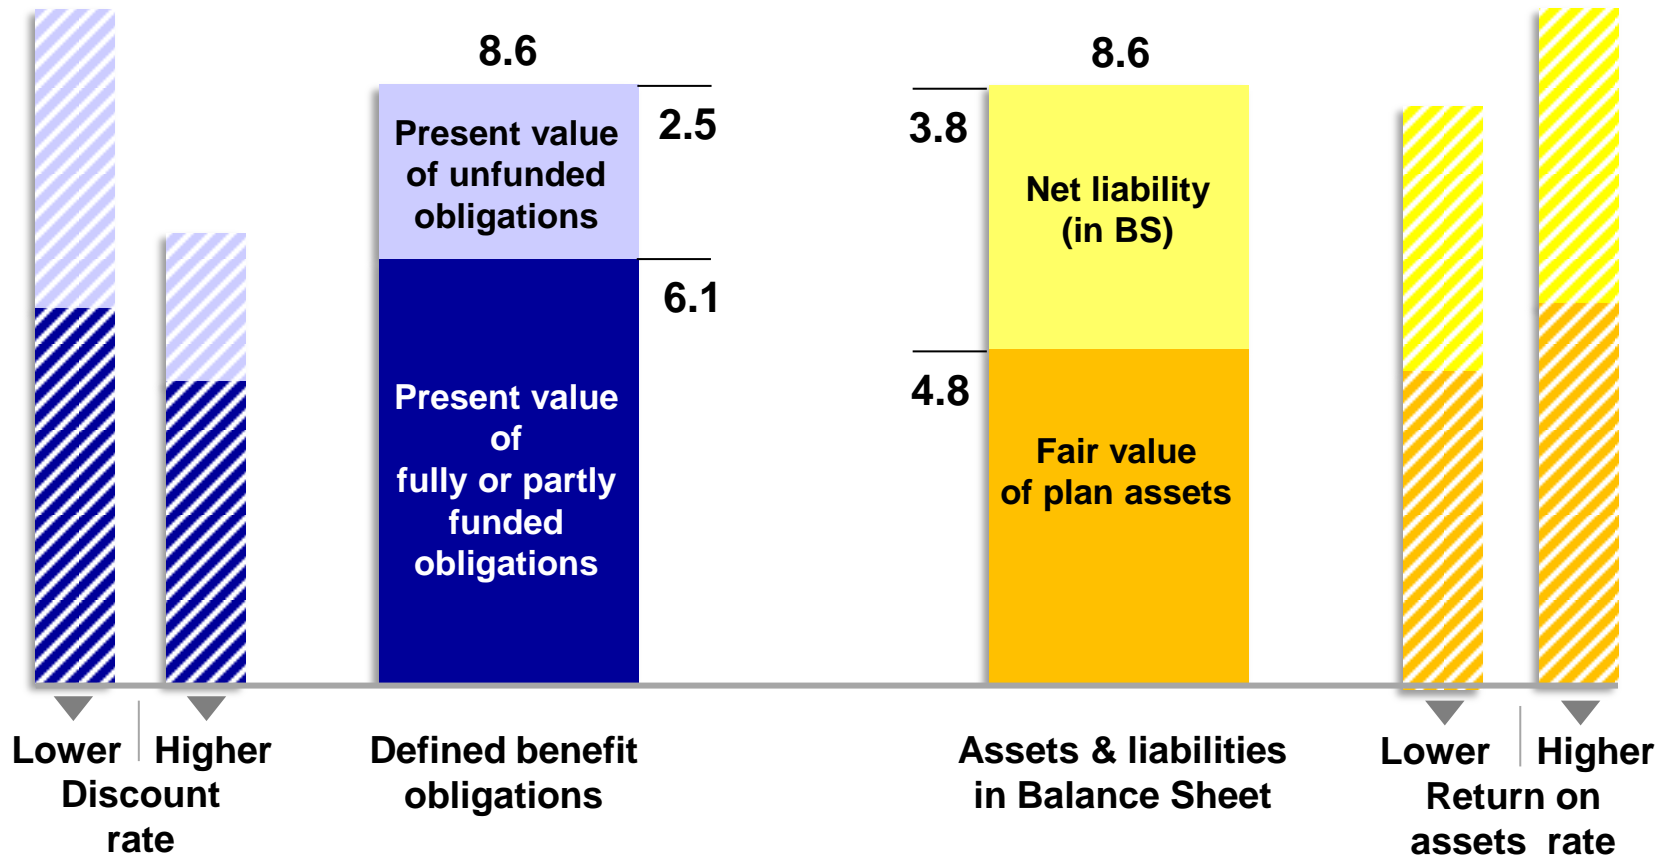 8.6
Present value
of unfunded
obligations
2.5
6.1
Present value
of
fully or partly
funded
obligations
8.6
3.8
Net liability
(in BS)
4.8
Fair value
of plan assets
Lower Higher
Discount
rate
Defined benefit
obligations
Assets & liabilities
in Balance Sheet
Lower Higher
Return on
assets rate